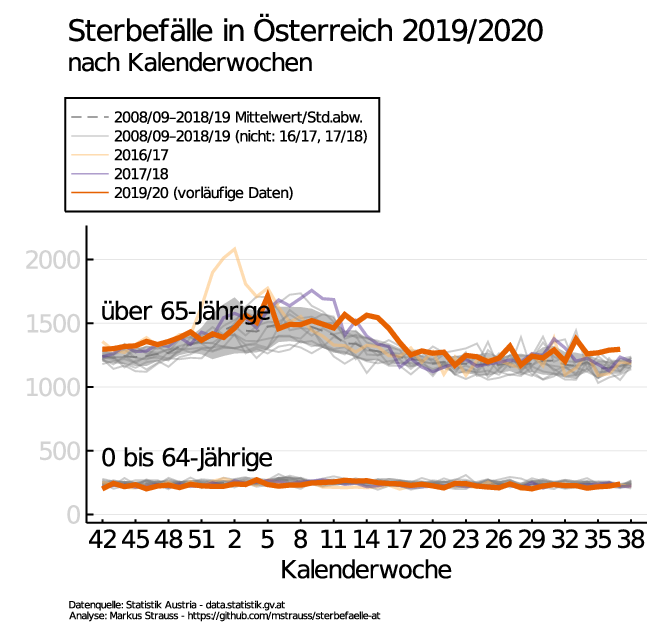 Sterbefälle in Österreich 2019/2020
nach Kalenderwochen
2008/09–2018/19 Mittelwert/Std.abw.
2008/09–2018/19 (nicht: 16/17, 17/18)
2016/17
2017/18
2019/20 (vorläufige Daten)
2000
über 65-Jährige
1500
1000
0 bis 64-Jährige
500
0
42 45 48 51 2 5 8 11 14 17 20 23 26 29 32 35 38
Kalenderwoche
Datenquelle: Statistik Austria - data.statistik.gv.at
Analyse: Markus Strauss - https://github.com/mstrauss/sterbefaelle-at